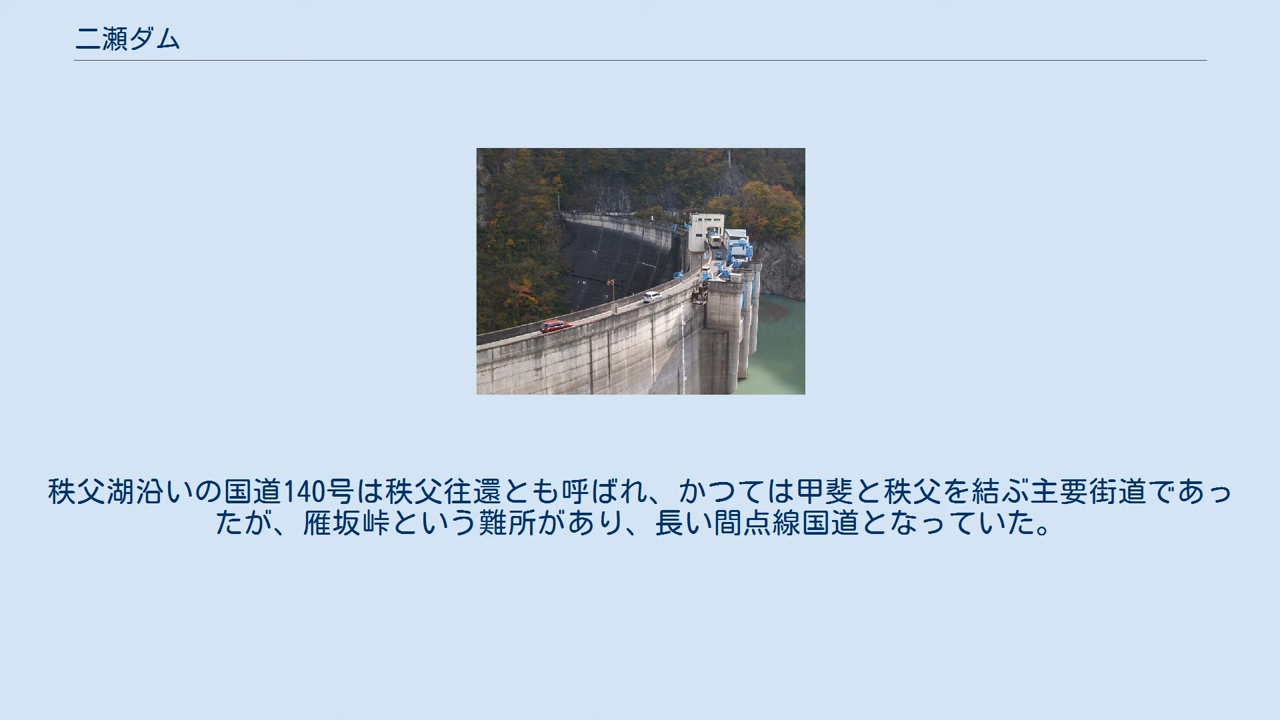 二瀬ダム
秩父湖沿いの国道140号は秩父往還とも呼ばれ、かつては甲斐と秩父を結ぶ主要街道であっ
たが、雁坂峠という難所があり、長い間点線国道となっていた。